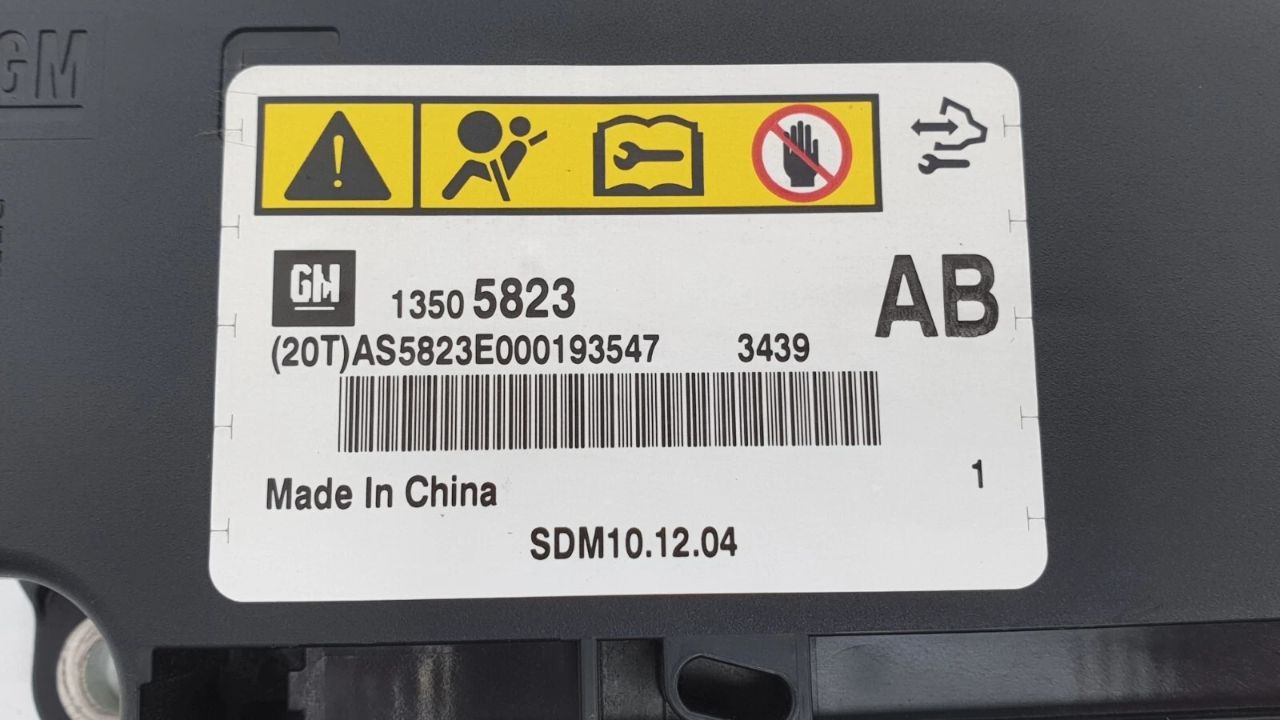 GM
GM
1350 5823
AB
(20T)AS5823E000193547 3439
Made In China
1
SDM10.12.04